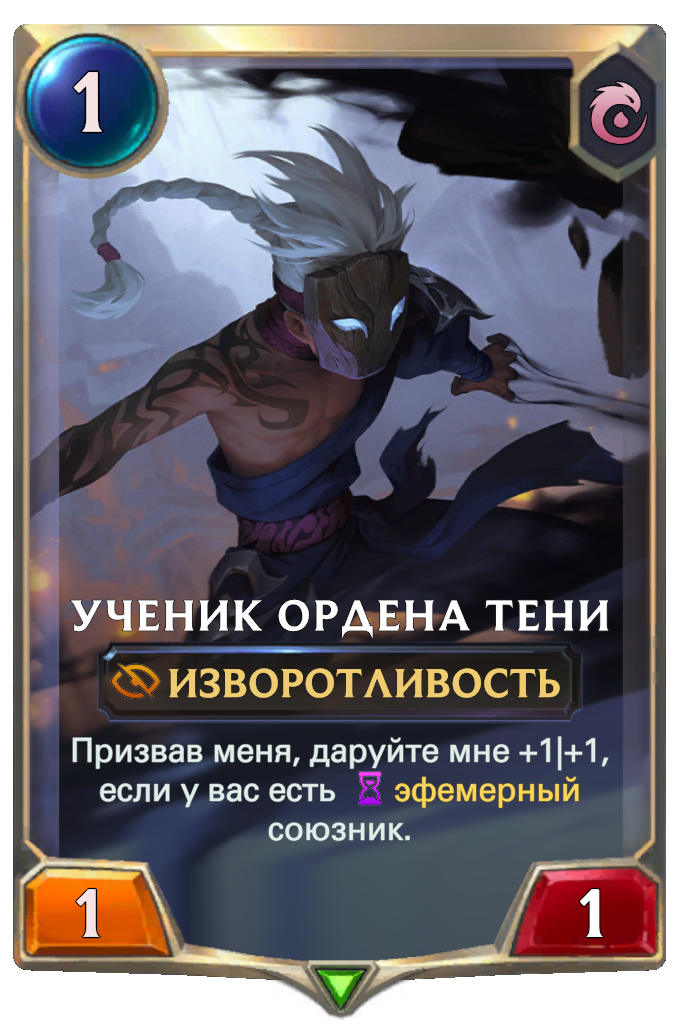 1
УЧЕНИК ОРДЕНА ТЕНИ
ИЗВОРОТЛИВОСТЬ
Призвав меня, даруйте мне +1|+1,
если у вас есть эфемерный
союзник.
1
1